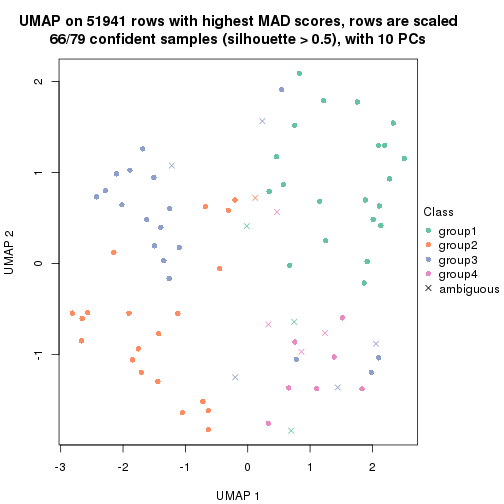 UMAP on 51941 rows with highest MAD scores, rows are scaled
66/79 confident samples (silhouette > 0.5), with 10 PCs
2
1
0
-1
UMAP 2
-3
-2
-1
0
1
2
UMAP 1
Class
group1
group2
group3
group4
ambiguous